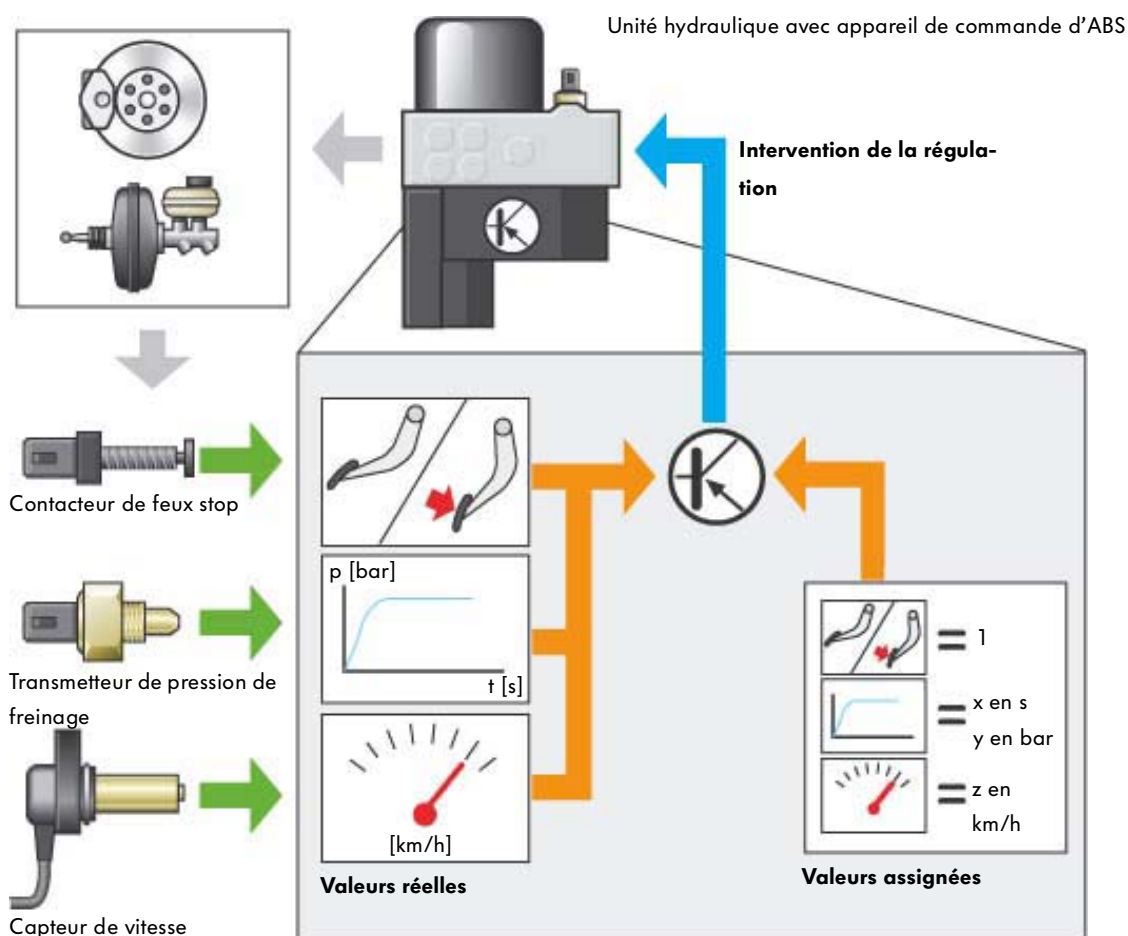 Unité hydraulique avec appareil de commande d'ABS
Intervention de la régula-
tion
Contacteur de feux stop
p [bar]
t [s]
Transmetteur de pression de
freinage
[km/h]
Valeurs réelles
Capteur de vitesse
= 1
= x en s
y en bar
= z en
km/h
Valeurs assignées